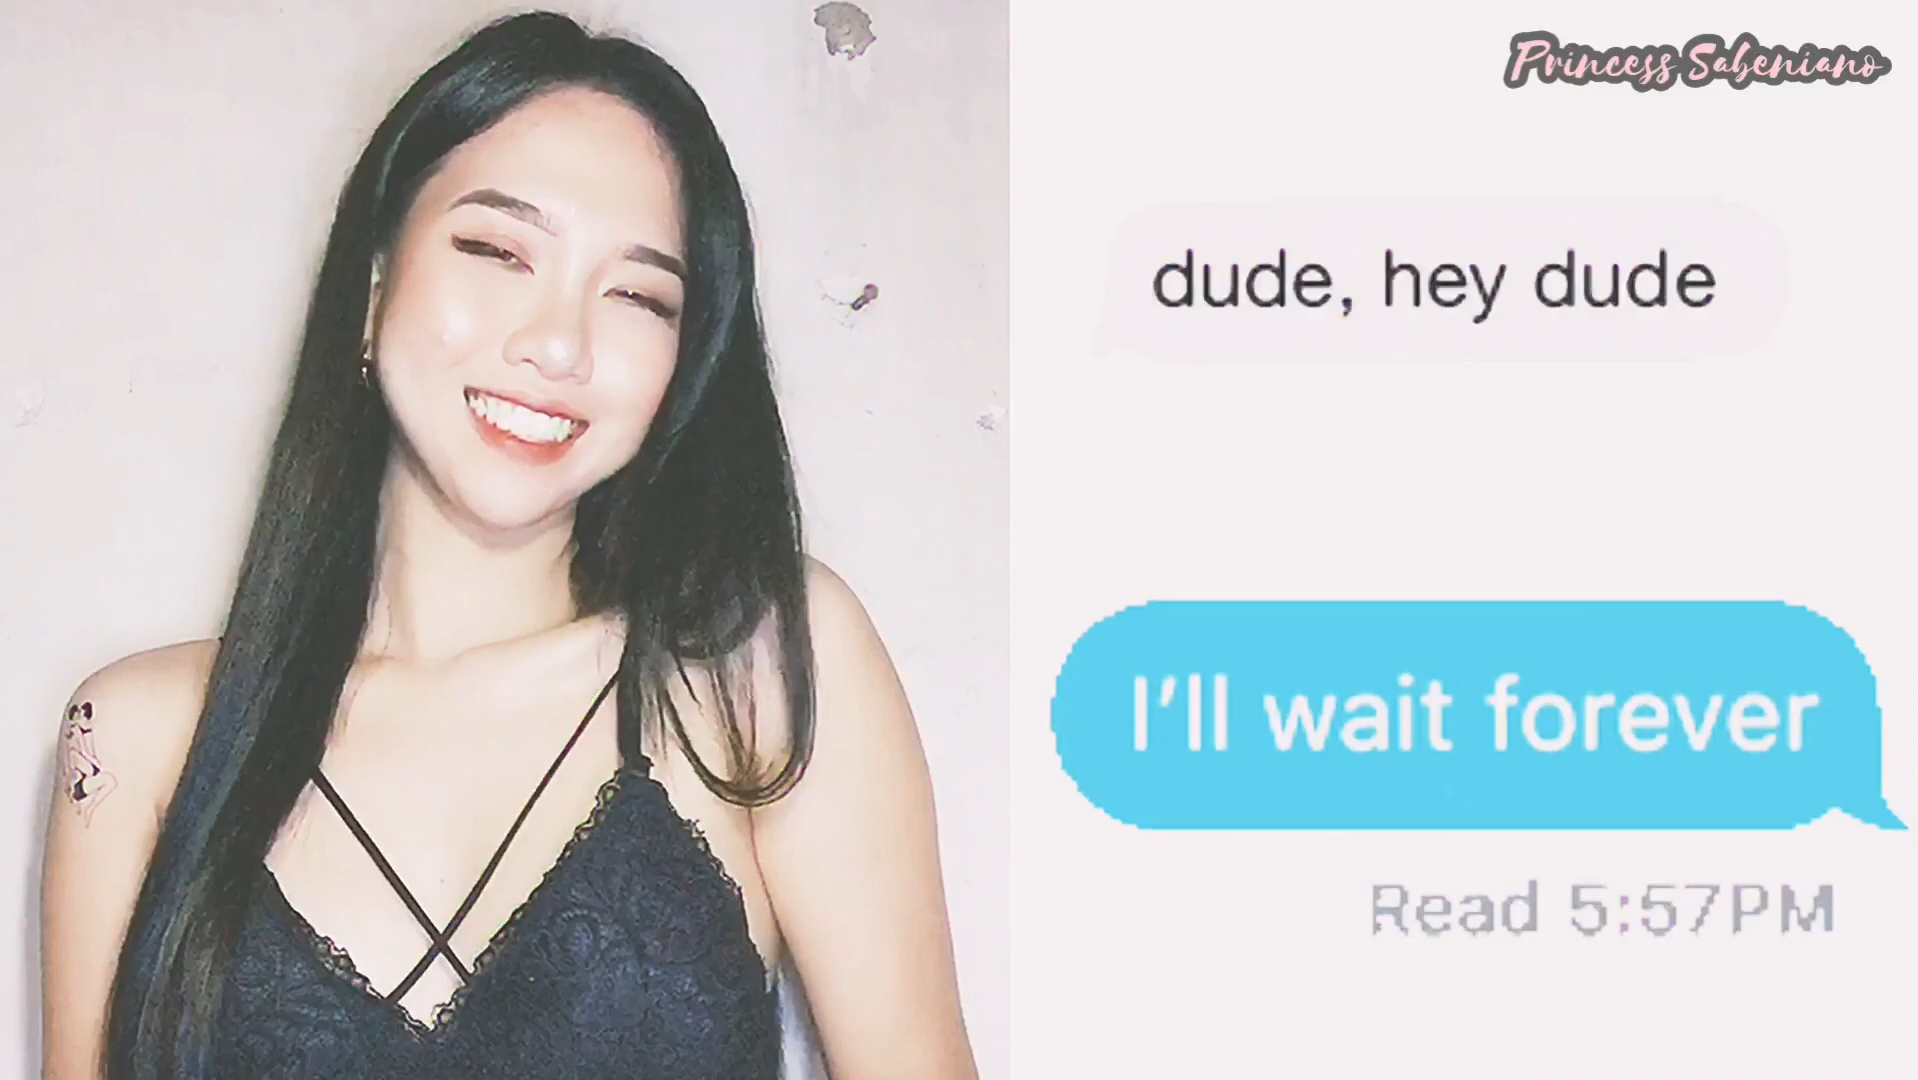 Princess Sabeniano
dude, hey dude
I'll wait forever
Read 5:57PM